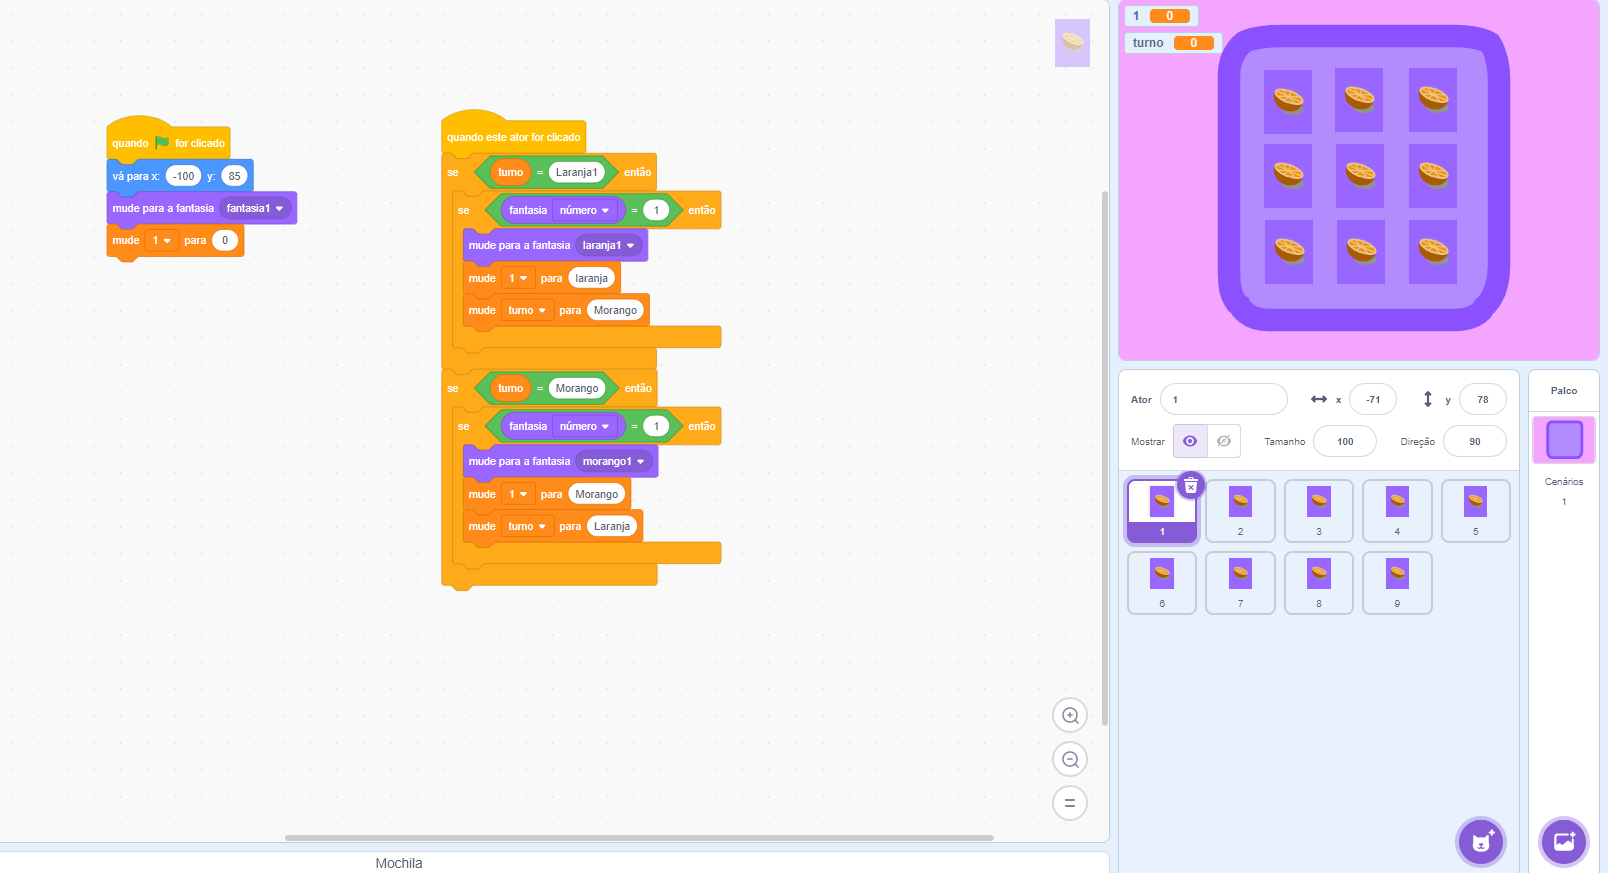 quando for clicado
vá para x: -100 y: 85
mude para a fantasia fantasia1
mude 1 para 0
quando este ator for clicado
se turno = Laranja1 então
se fantasia número = 1 então
mude para a fantasia laranja1
mude 1 para laranja
mude turno para Morango
se turno = Morango então
se fantasia número = 1 então
mude para a fantasia morango1
mude 1 para Morango
mude turno para Laranja
Mochila
1 0
turno 0
Ator 1 x -71 y 78
Mostrar Tamanho 100 Direção 90
1 2 3 4 5
6 7 8 9
Palco
Cenários
1